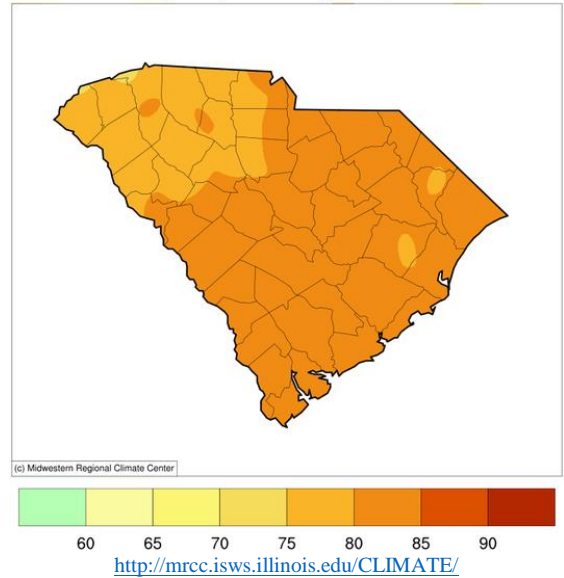 (c) Midwestern Regional Climate Center
60 65 70 75 80 85 90
http://mrcc.isws.illinois.edu/CLIMATE/